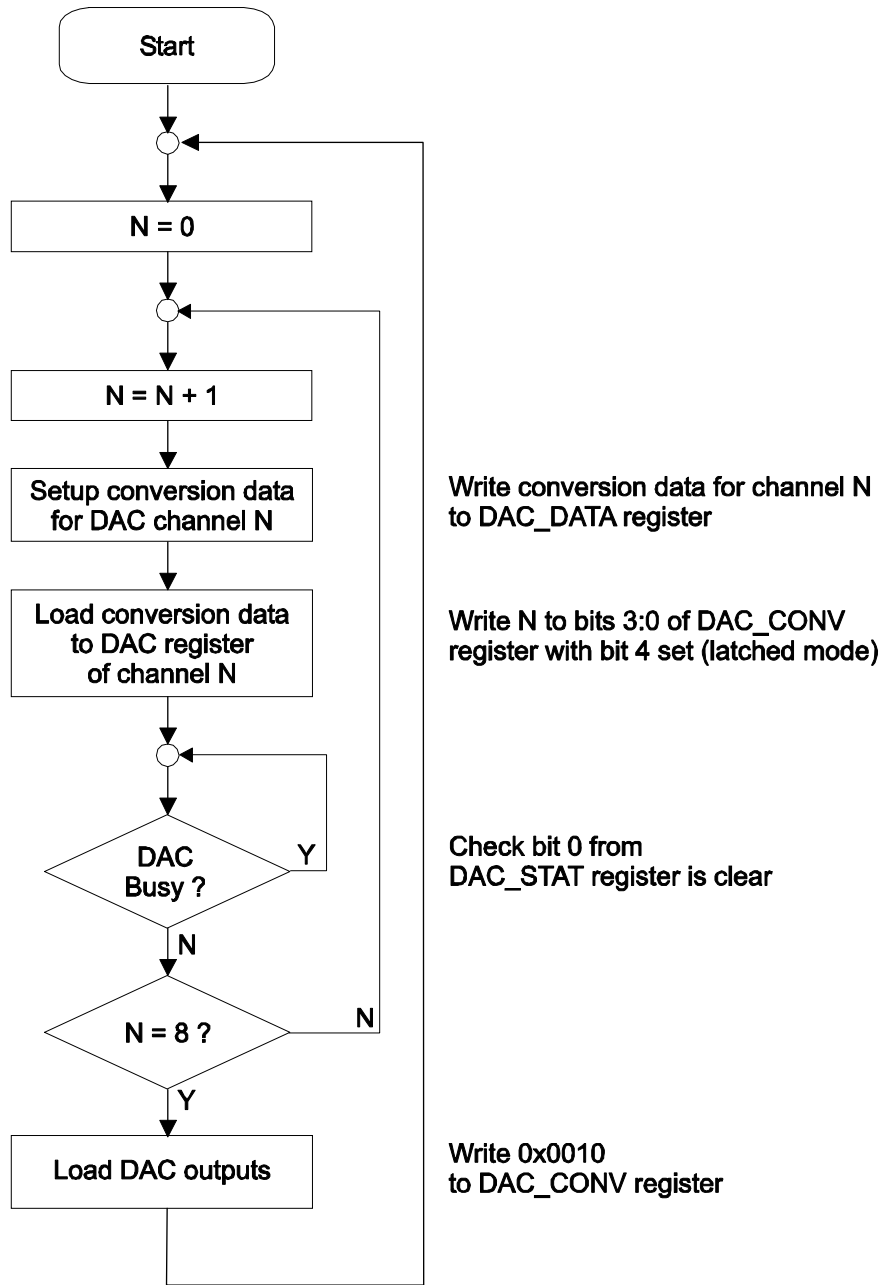 Start
N = 0
N = N + 1
Setup conversion data
for DAC channel N
Write conversion data for channel N
to DAC_DATA register
Load conversion data
to DAC register
of channel N
Write N to bits 3:0 of DAC_CONV
register with bit 4 set (latched mode)
DAC
Busy ?
Y
N
Check bit 0 from
DAC_STAT register is clear
N = 8 ?
N
Y
Load DAC outputs
Write 0x0010
to DAC_CONV register